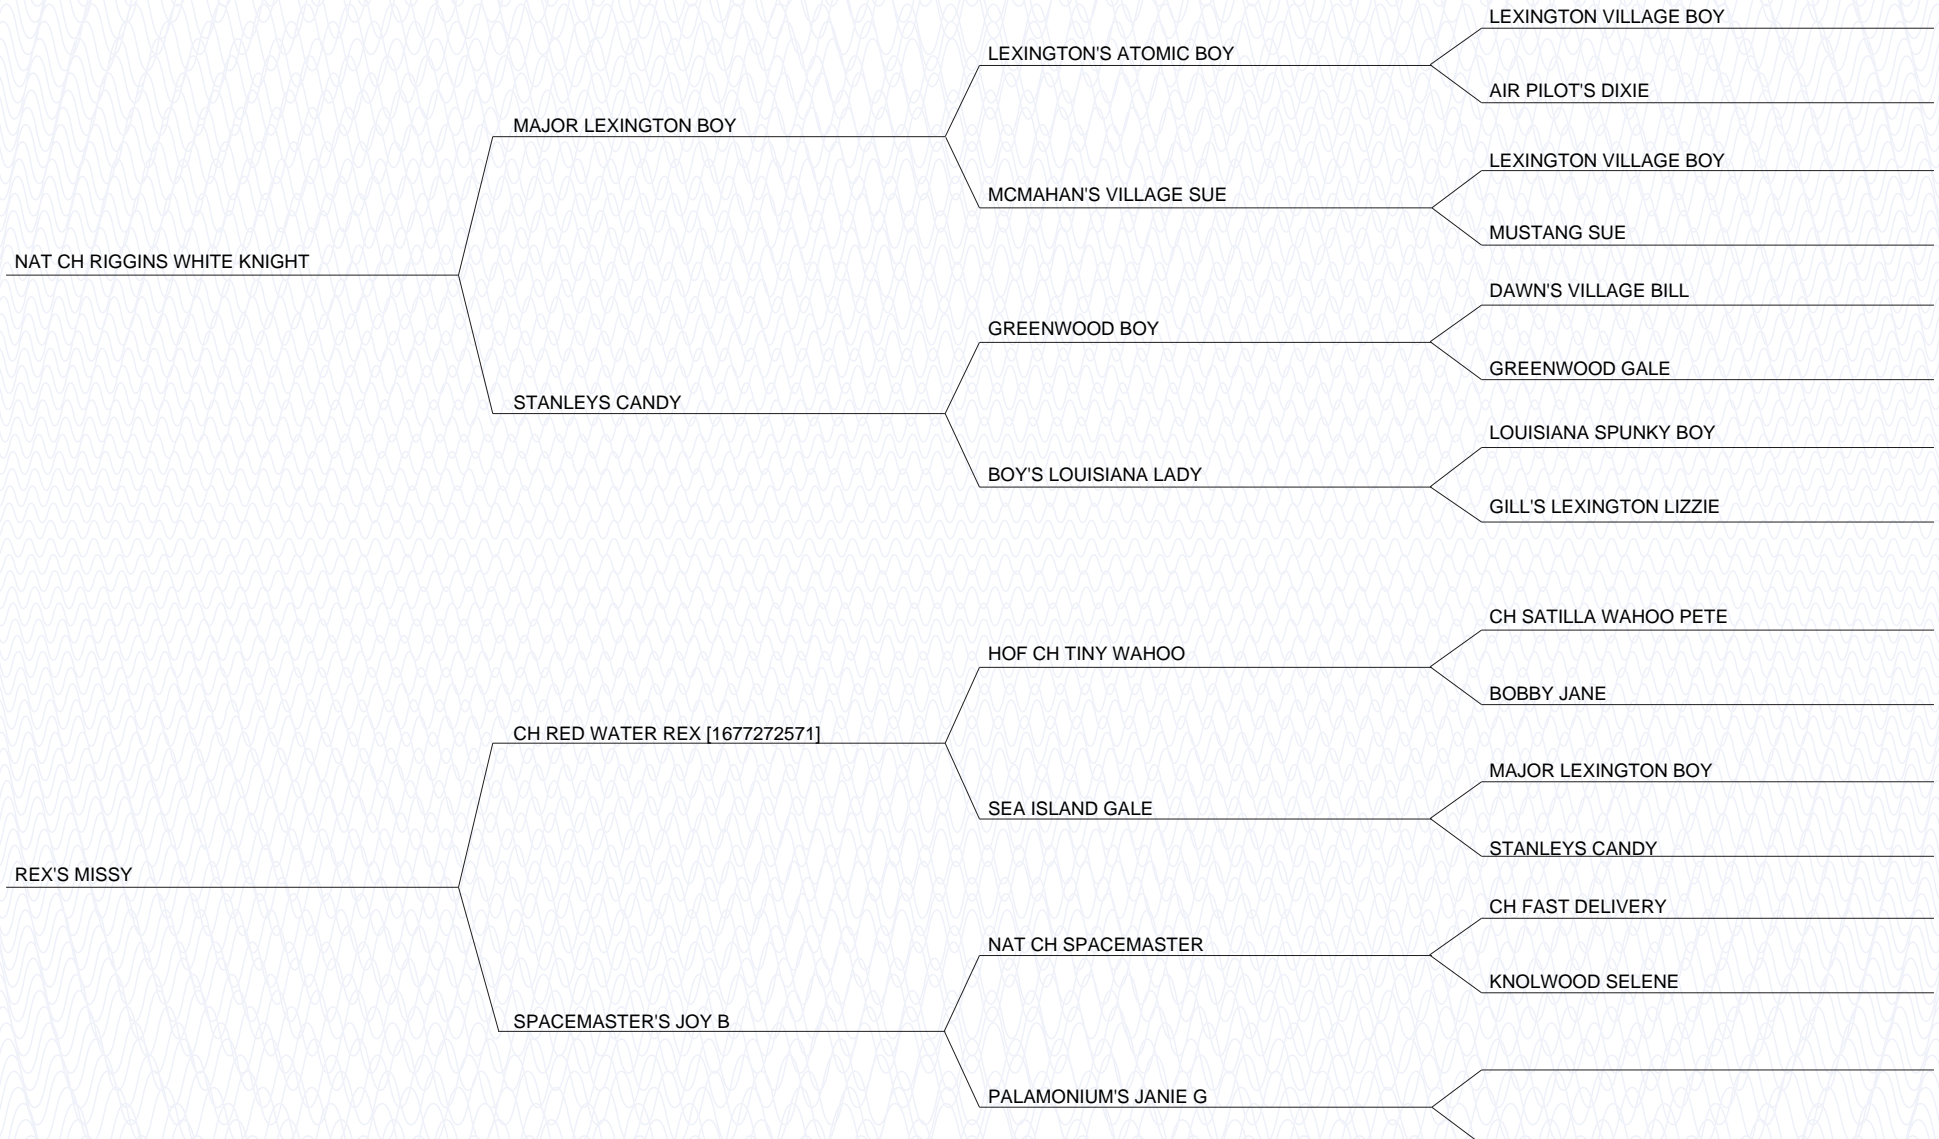 LEXINGTON VILLAGE BOY
LEXINGTON'S ATOMIC BOY
AIR PILOT'S DIXIE
MAJOR LEXINGTON BOY
LEXINGTON VILLAGE BOY
MCMAHAN'S VILLAGE SUE
MUSTANG SUE
NAT CH RIGGINS WHITE KNIGHT
DAWN'S VILLAGE BILL
GREENWOOD BOY
GREENWOOD GALE
STANLEYS CANDY
LOUISIANA SPUNKY BOY
BOY'S LOUISIANA LADY
GILL'S LEXINGTON LIZZIE
CH SATILLA WAHOO PETE
HOF CH TINY WAHOO
BOBBY JANE
CH RED WATER REX [1677272571]
MAJOR LEXINGTON BOY
SEA ISLAND GALE
STANLEYS CANDY
REX'S MISSY
CH FAST DELIVERY
NAT CH SPACEMASTER
KNOLWOOD SELENE
SPACEMASTER'S JOY B
PALAMONIUM'S JANIE G